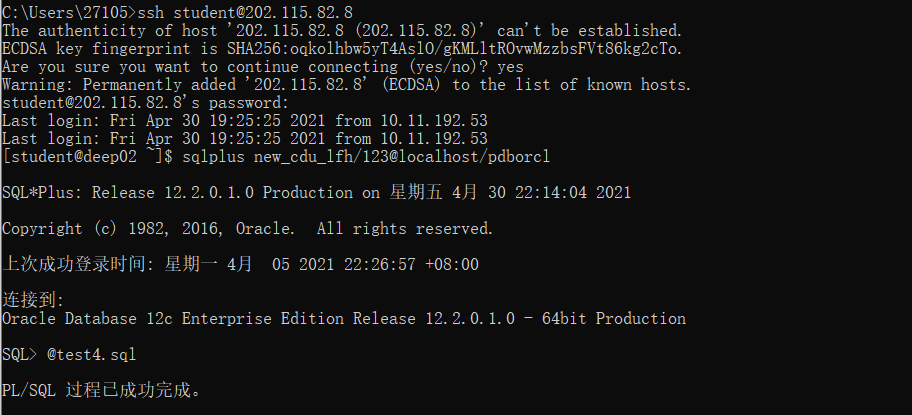 C:\Users\27105>ssh student@202.115.82.8
The authenticity of host '202.115.82.8 (202.115.82.8)' can't be established.
ECDSA key fingerprint is SHA256:oqkolhbw5yT4AslO/gKMLltROvwMzzbsFVt86kg2cTo.
Are you sure you want to continue connecting (yes/no)? yes
Warning: Permanently added '202.115.82.8' (ECDSA) to the list of known hosts.
student@202.115.82.8's password:
Last login: Fri Apr 30 19:25:25 2021 from 10.11.192.53
Last login: Fri Apr 30 19:25:25 2021 from 10.11.192.53
[student@deep02 ~]$ sqlplus new_cdu_lfh/123@localhost/pdborcl
SQL*Plus: Release 12.2.0.1.0 Production on 星期五 4月 30 22:14:04 2021
Copyright (c) 1982, 2016, Oracle.  All rights reserved.
上次成功登录时间: 星期一 4月  05 2021 22:26:57 +08:00
连接到:
Oracle Database 12c Enterprise Edition Release 12.2.0.1.0 - 64bit Production
SQL> @test4.sql
PL/SQL 过程已成功完成。